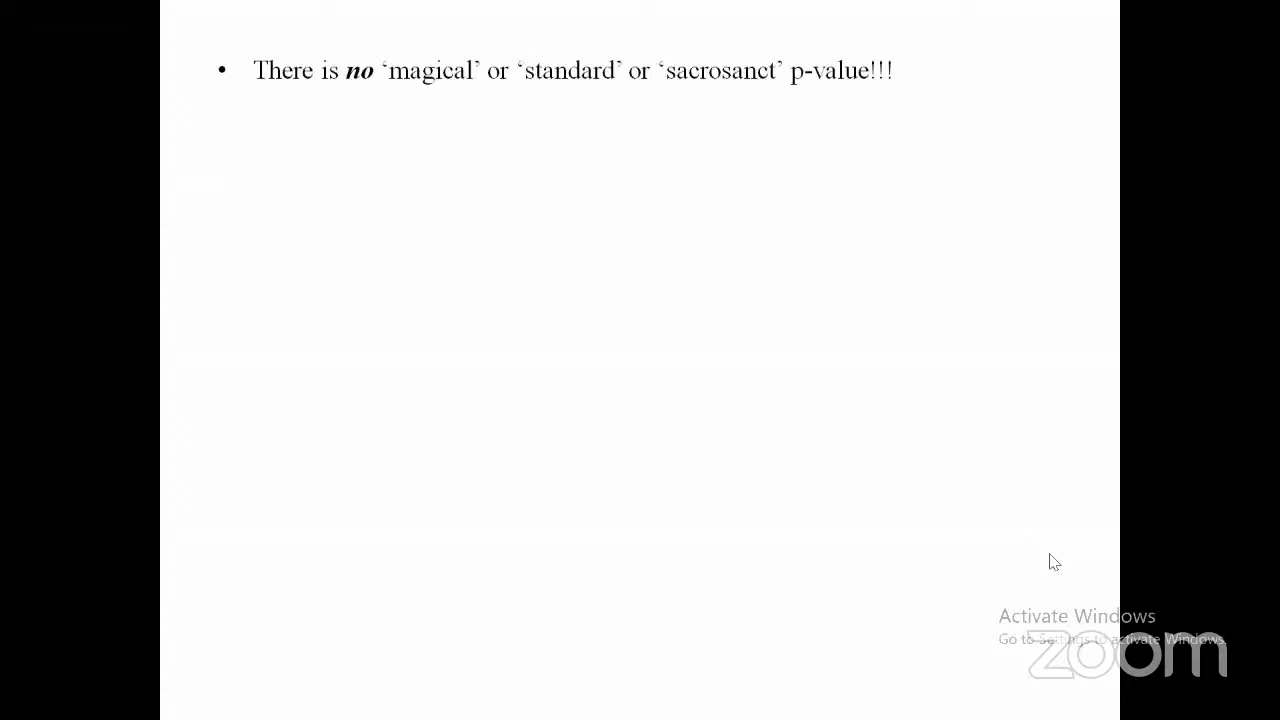 • There is no ‘magical’ or ‘standard’ or ‘sacrosanct’ p-value!!!
Activate Windows
Go to Settings to activate Windows.
zoom